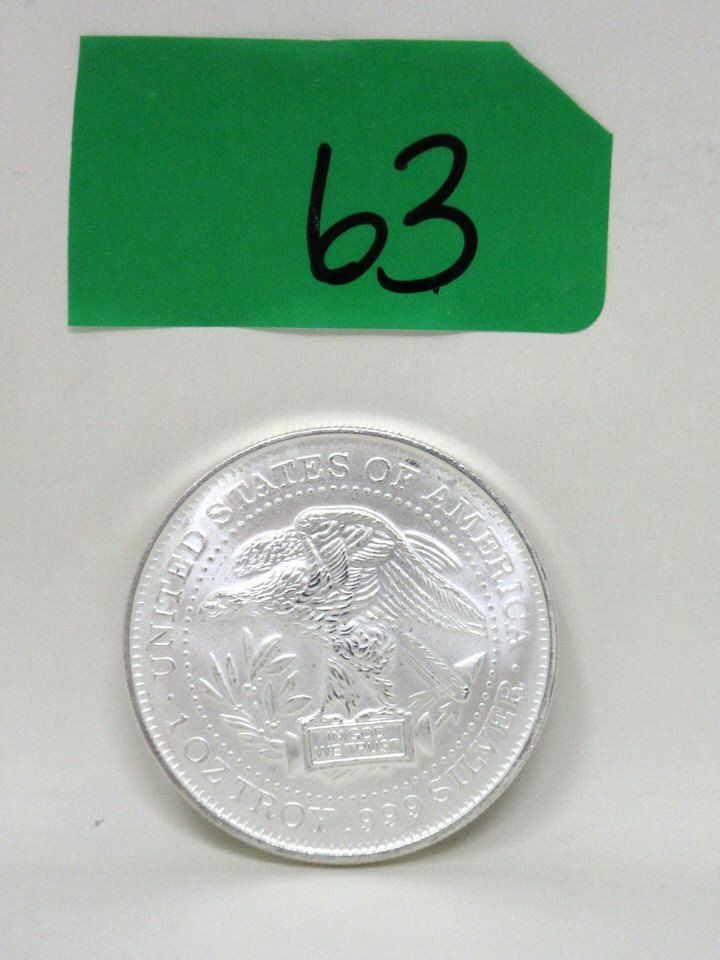 63
UNITED STATES OF AMERICA
IN GOD
WE TRUST
· 1 OZ TROY .999 SILVER ·